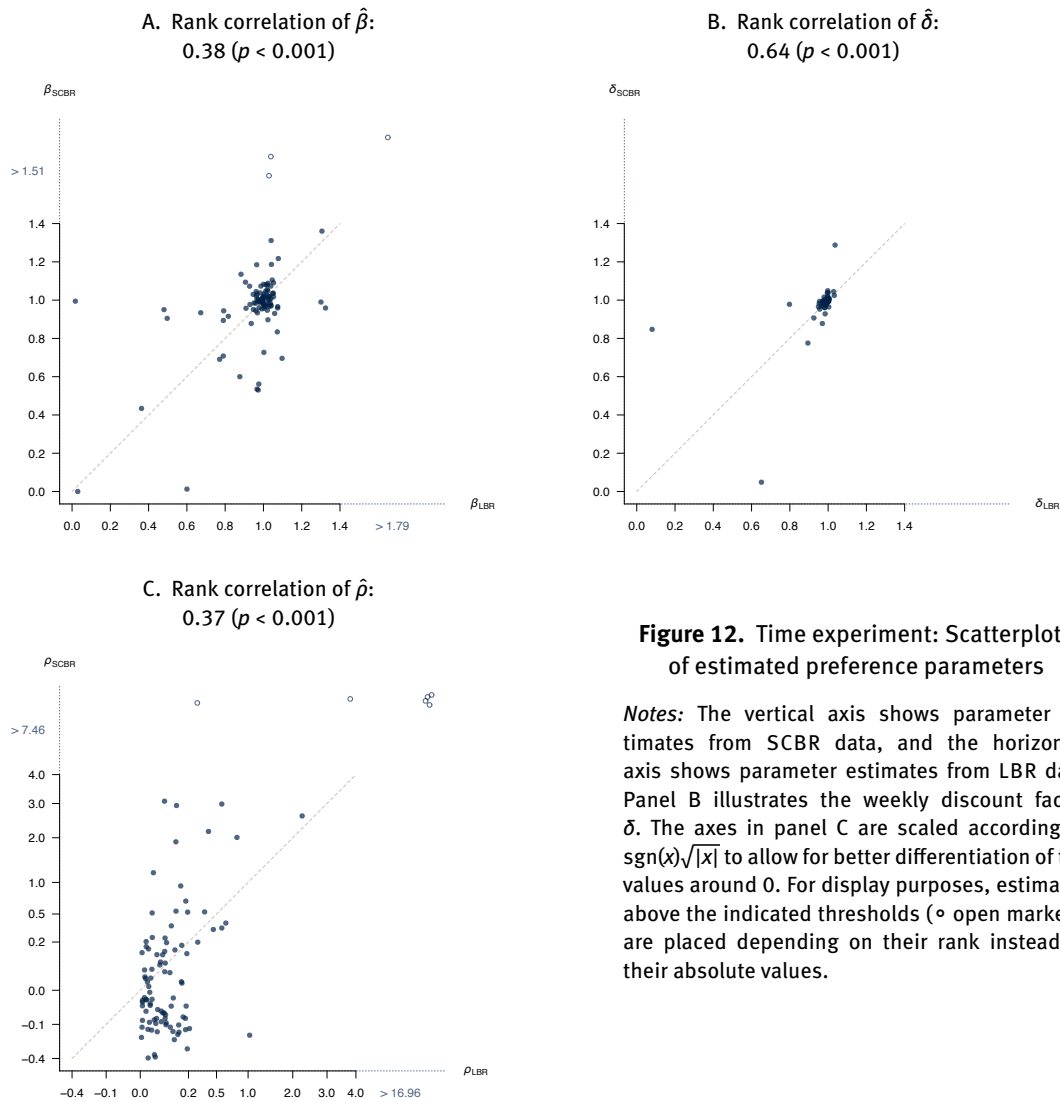 A. Rank correlation of β̂:
0.38 (p < 0.001)
β_SCBR
> 1.51
1.4
1.2
1.0
0.8
0.6
0.4
0.2
0.0
0.0 0.2 0.4 0.6 0.8 1.0 1.2 1.4 > 1.79
β_LBR
B. Rank correlation of δ̂:
0.64 (p < 0.001)
δ_SCBR
1.4
1.2
1.0
0.8
0.6
0.4
0.2
0.0
0.0 0.2 0.4 0.6 0.8 1.0 1.2 1.4
δ_LBR
C. Rank correlation of ρ̂:
0.37 (p < 0.001)
ρ_SCBR
> 7.46
4.0
3.0
2.0
1.0
0.5
0.2
0.0
−0.1
−0.4
−0.4 −0.1 0.0 0.2 0.5 1.0 2.0 3.0 4.0 > 16.96
ρ_LBR
Figure 12. Time experiment: Scatterplot
of estimated preference parameters
Notes: The vertical axis shows parameter
timates from SCBR data, and the horizon
axis shows parameter estimates from LBR da
Panel B illustrates the weekly discount fac
δ. The axes in panel C are scaled according
sgn(x)√|x| to allow for better differentiation of
values around 0. For display purposes, estima
above the indicated thresholds (∘ open marke
are placed depending on their rank instead
their absolute values.